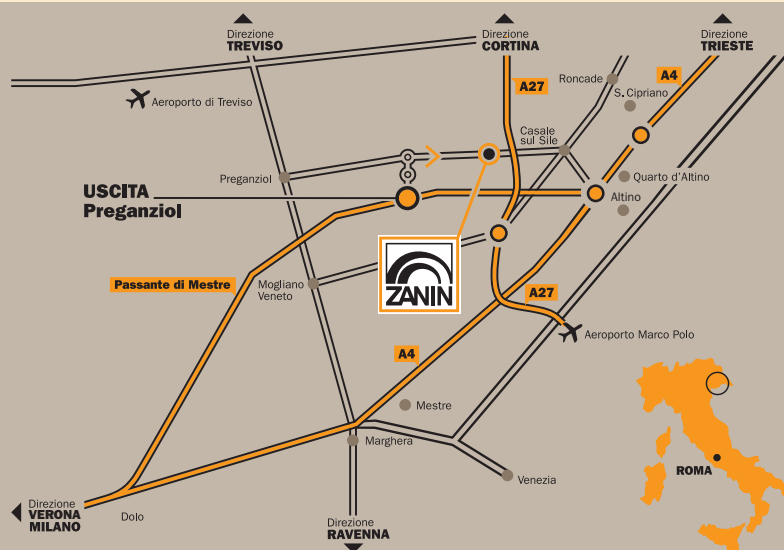 Direzione
TREVISO
Direzione
CORTINA
Direzione
TRIESTE
A27
Roncade
A4
S. Cipriano
Aeroporto di Treviso
Casale
sul Sile
Preganziol
Quarto d'Altino
USCITA
Preganziol
Altino
Passante di Mestre
Mogliano
Veneto
ZANIN
A27
Aeroporto Marco Polo
A4
Mestre
Marghera
ROMA
Venezia
Direzione
VERONA
MILANO
Dolo
Direzione
RAVENNA